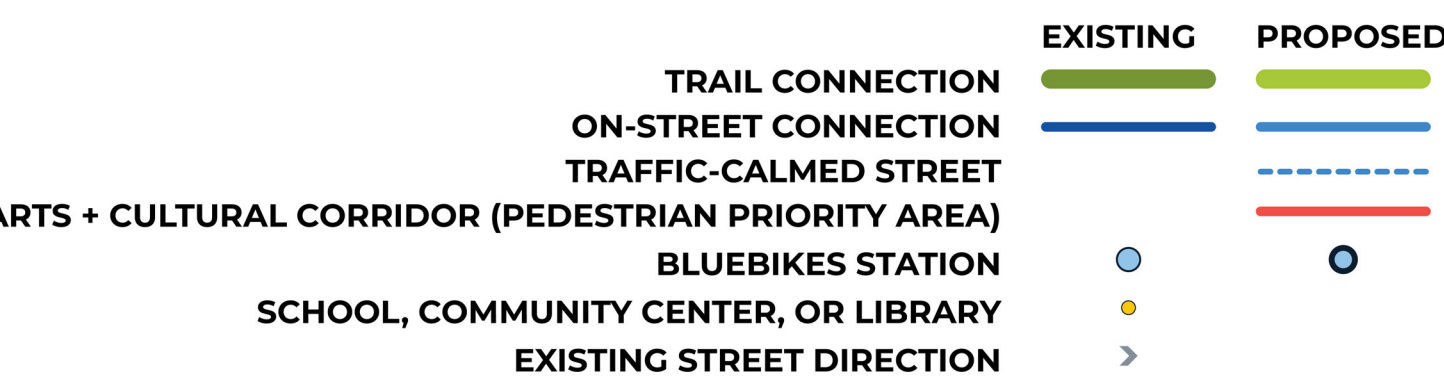 EXISTING PROPOSED
TRAIL CONNECTION
ON-STREET CONNECTION
TRAFFIC-CALMED STREET
ARTS + CULTURAL CORRIDOR (PEDESTRIAN PRIORITY AREA)
BLUEBIKES STATION
SCHOOL, COMMUNITY CENTER, OR LIBRARY
EXISTING STREET DIRECTION